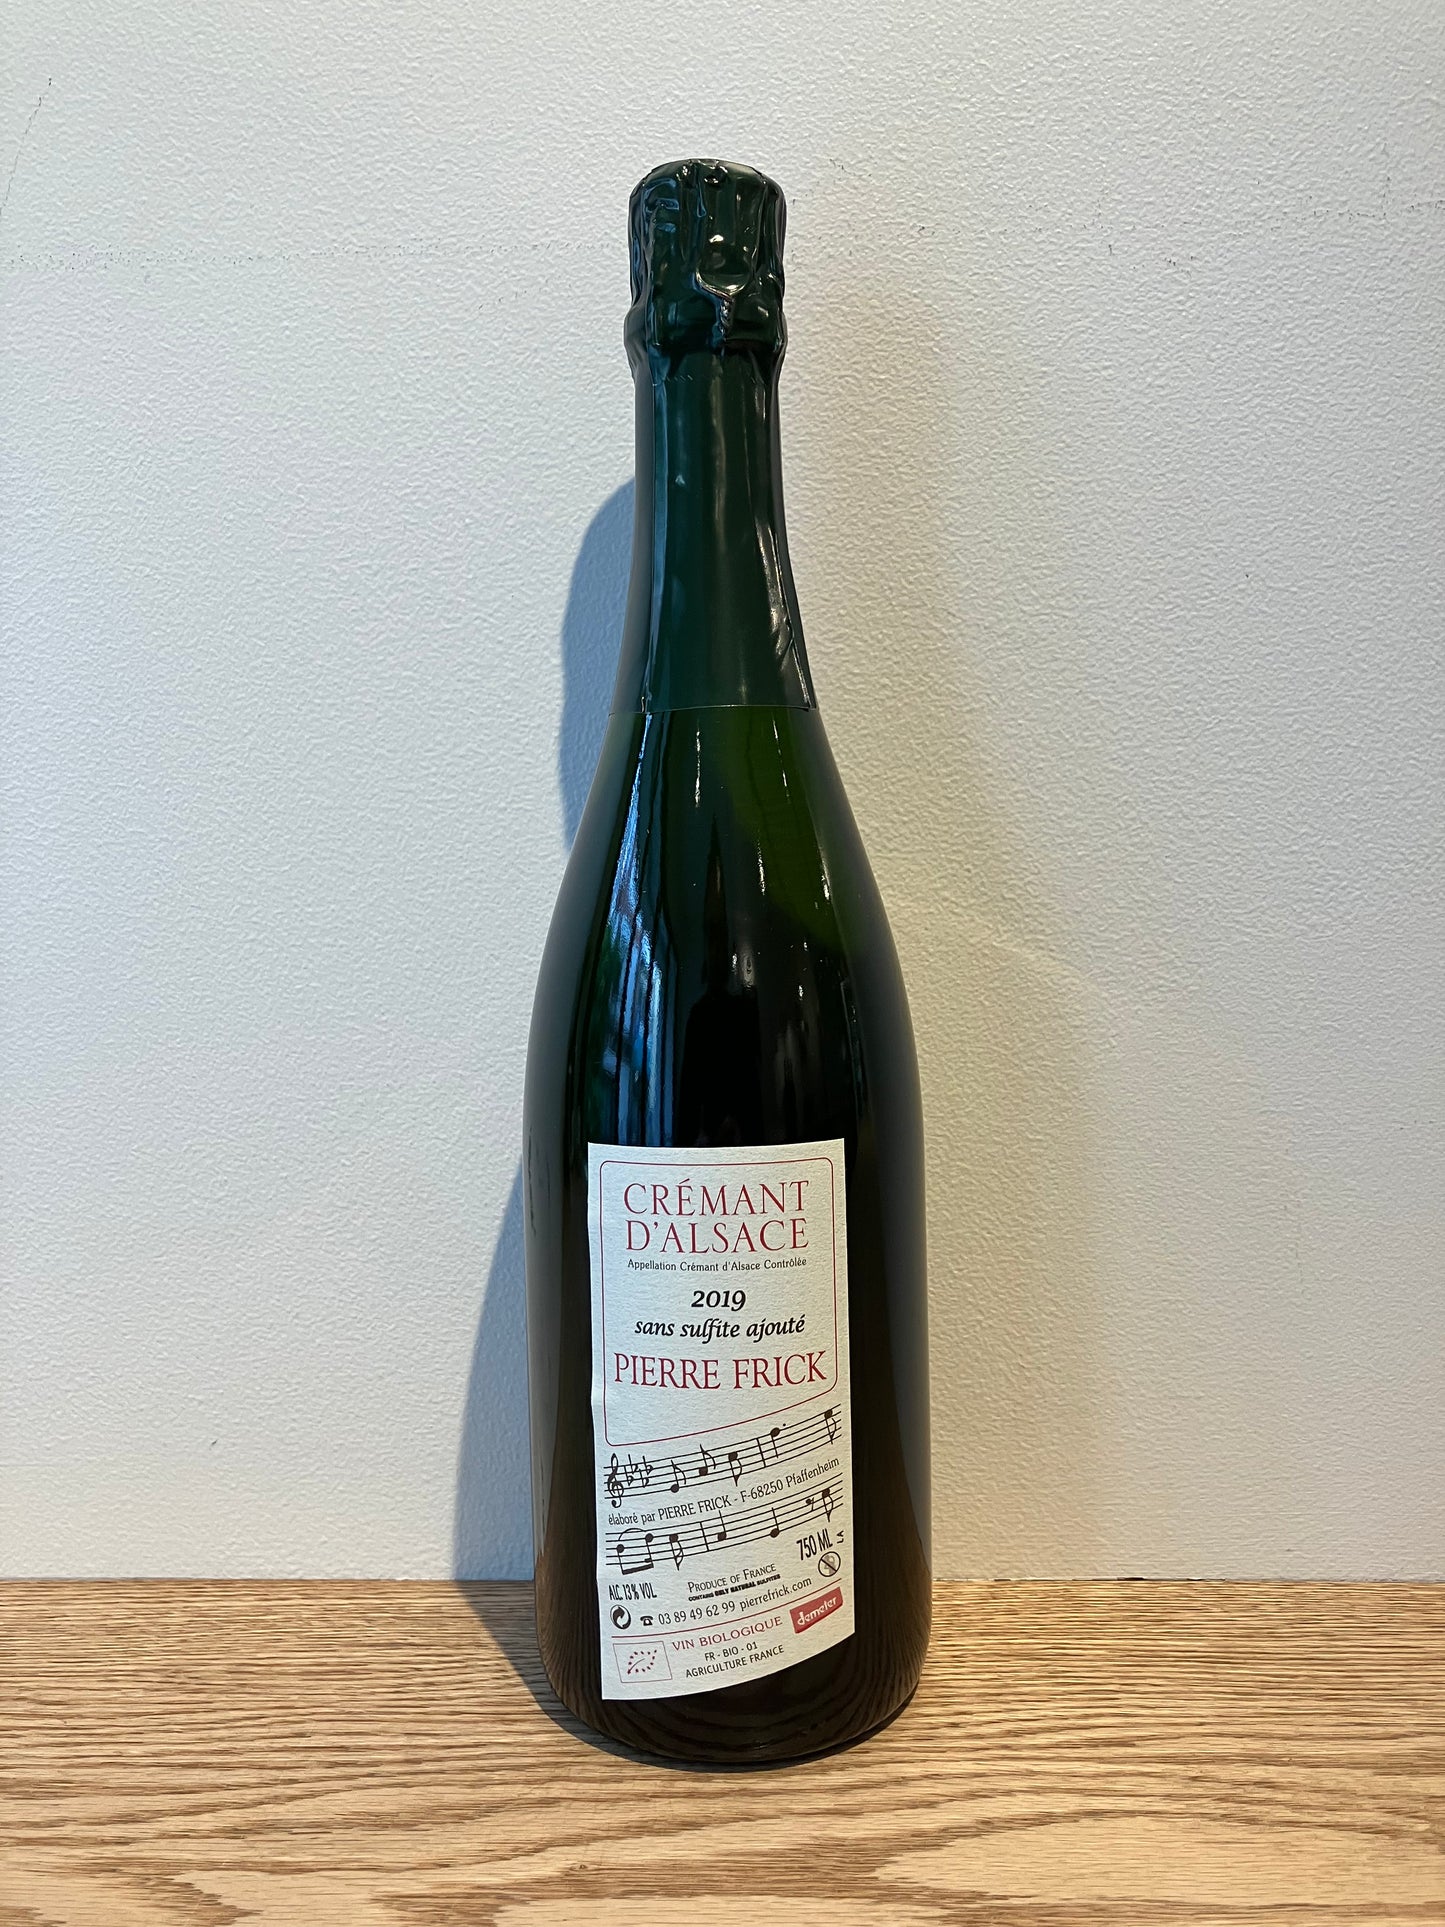 CRÉMANT
D'ALSACE
Appellation Crémant d'Alsace Contrôlée
2019
sans sulfite ajouté
PIERRE FRICK
élaboré par PIERRE FRICK - F-68250 Pfaffenheim
750 ML
LA
ALC. 13% VOL
PRODUCE OF FRANCE
CONTAINS ONLY NATURAL SULFITES
☎ 03 89 49 62 99 pierrefrick.com
VIN BIOLOGIQUE
demeter
FR - BIO - 01
AGRICULTURE FRANCE